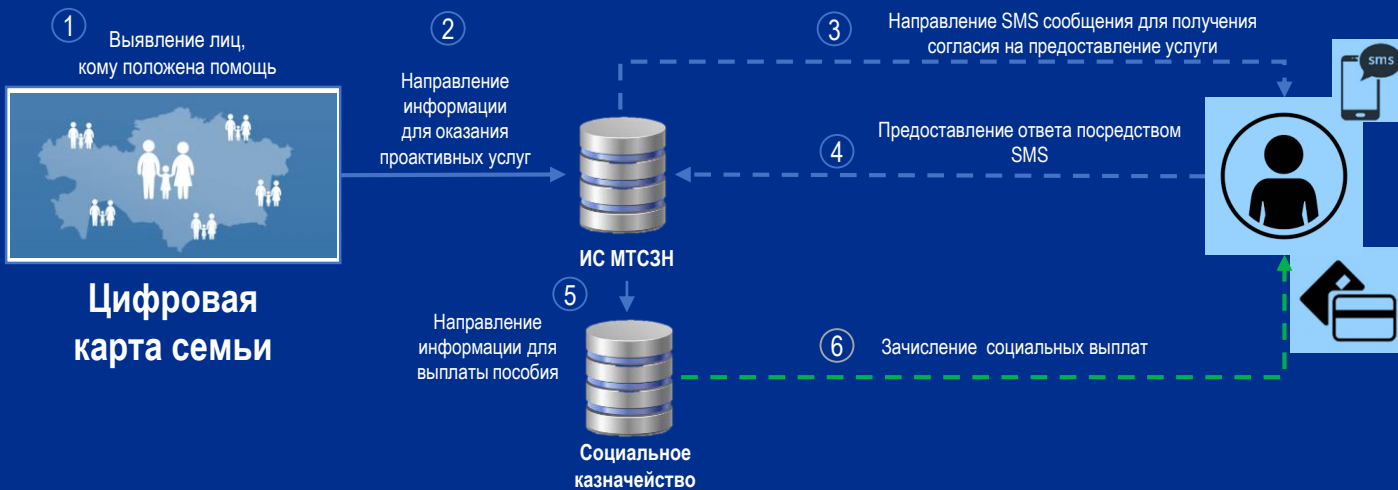 1
Выявление лиц,
кому положена помощь
Цифровая
карта семьи
2
Направление
информации
для оказания
проактивных услуг
ИС МТСЗН
3
Направление SMS сообщения для получения
согласия на предоставление услуги
sms
4
Предоставление ответа посредством
SMS
5
Направление
информации для
выплаты пособия
Социальное
казначейство
6
Зачисление социальных выплат